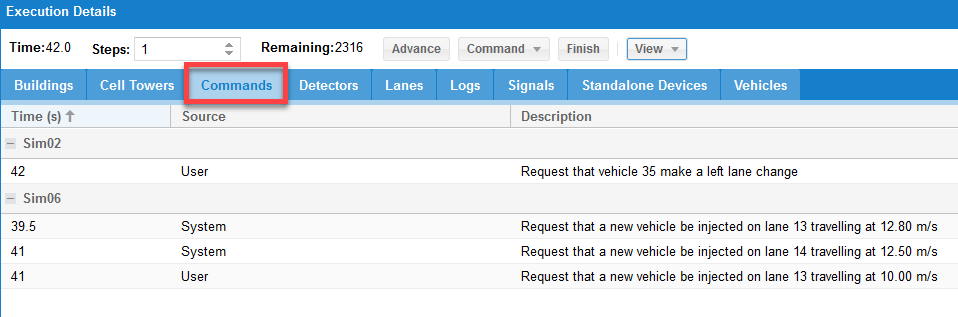 Execution Details
Time:42.0 Steps: 1 Remaining:2316 Advance Command Finish View
Buildings Cell Towers Commands Detectors Lanes Logs Signals Standalone Devices Vehicles
Time (s) Source Description
Sim02
42 User Request that vehicle 35 make a left lane change
Sim06
39.5 System Request that a new vehicle be injected on lane 13 travelling at 12.80 m/s
41 System Request that a new vehicle be injected on lane 14 travelling at 12.50 m/s
41 User Request that a new vehicle be injected on lane 13 travelling at 10.00 m/s